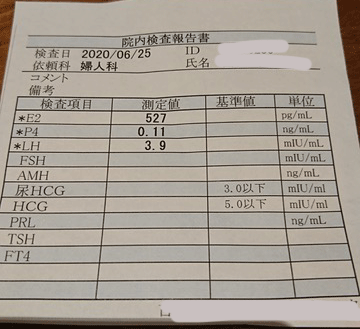 院内検査報告書
検査日 2020/06/25 ID
依頼科 婦人科 氏名
コメント
備考
検査項目 測定値 基準値 単位
*E2 527 pg/mL
*P4 0.11 ng/mL
*LH 3.9 mIU/mL
FSH mIU/mL
AMH ng/mL
尿HCG 3.0以下 mIU/ml
HCG 5.0以下 mIU/ml
PRL ng/mL
TSH
FT4